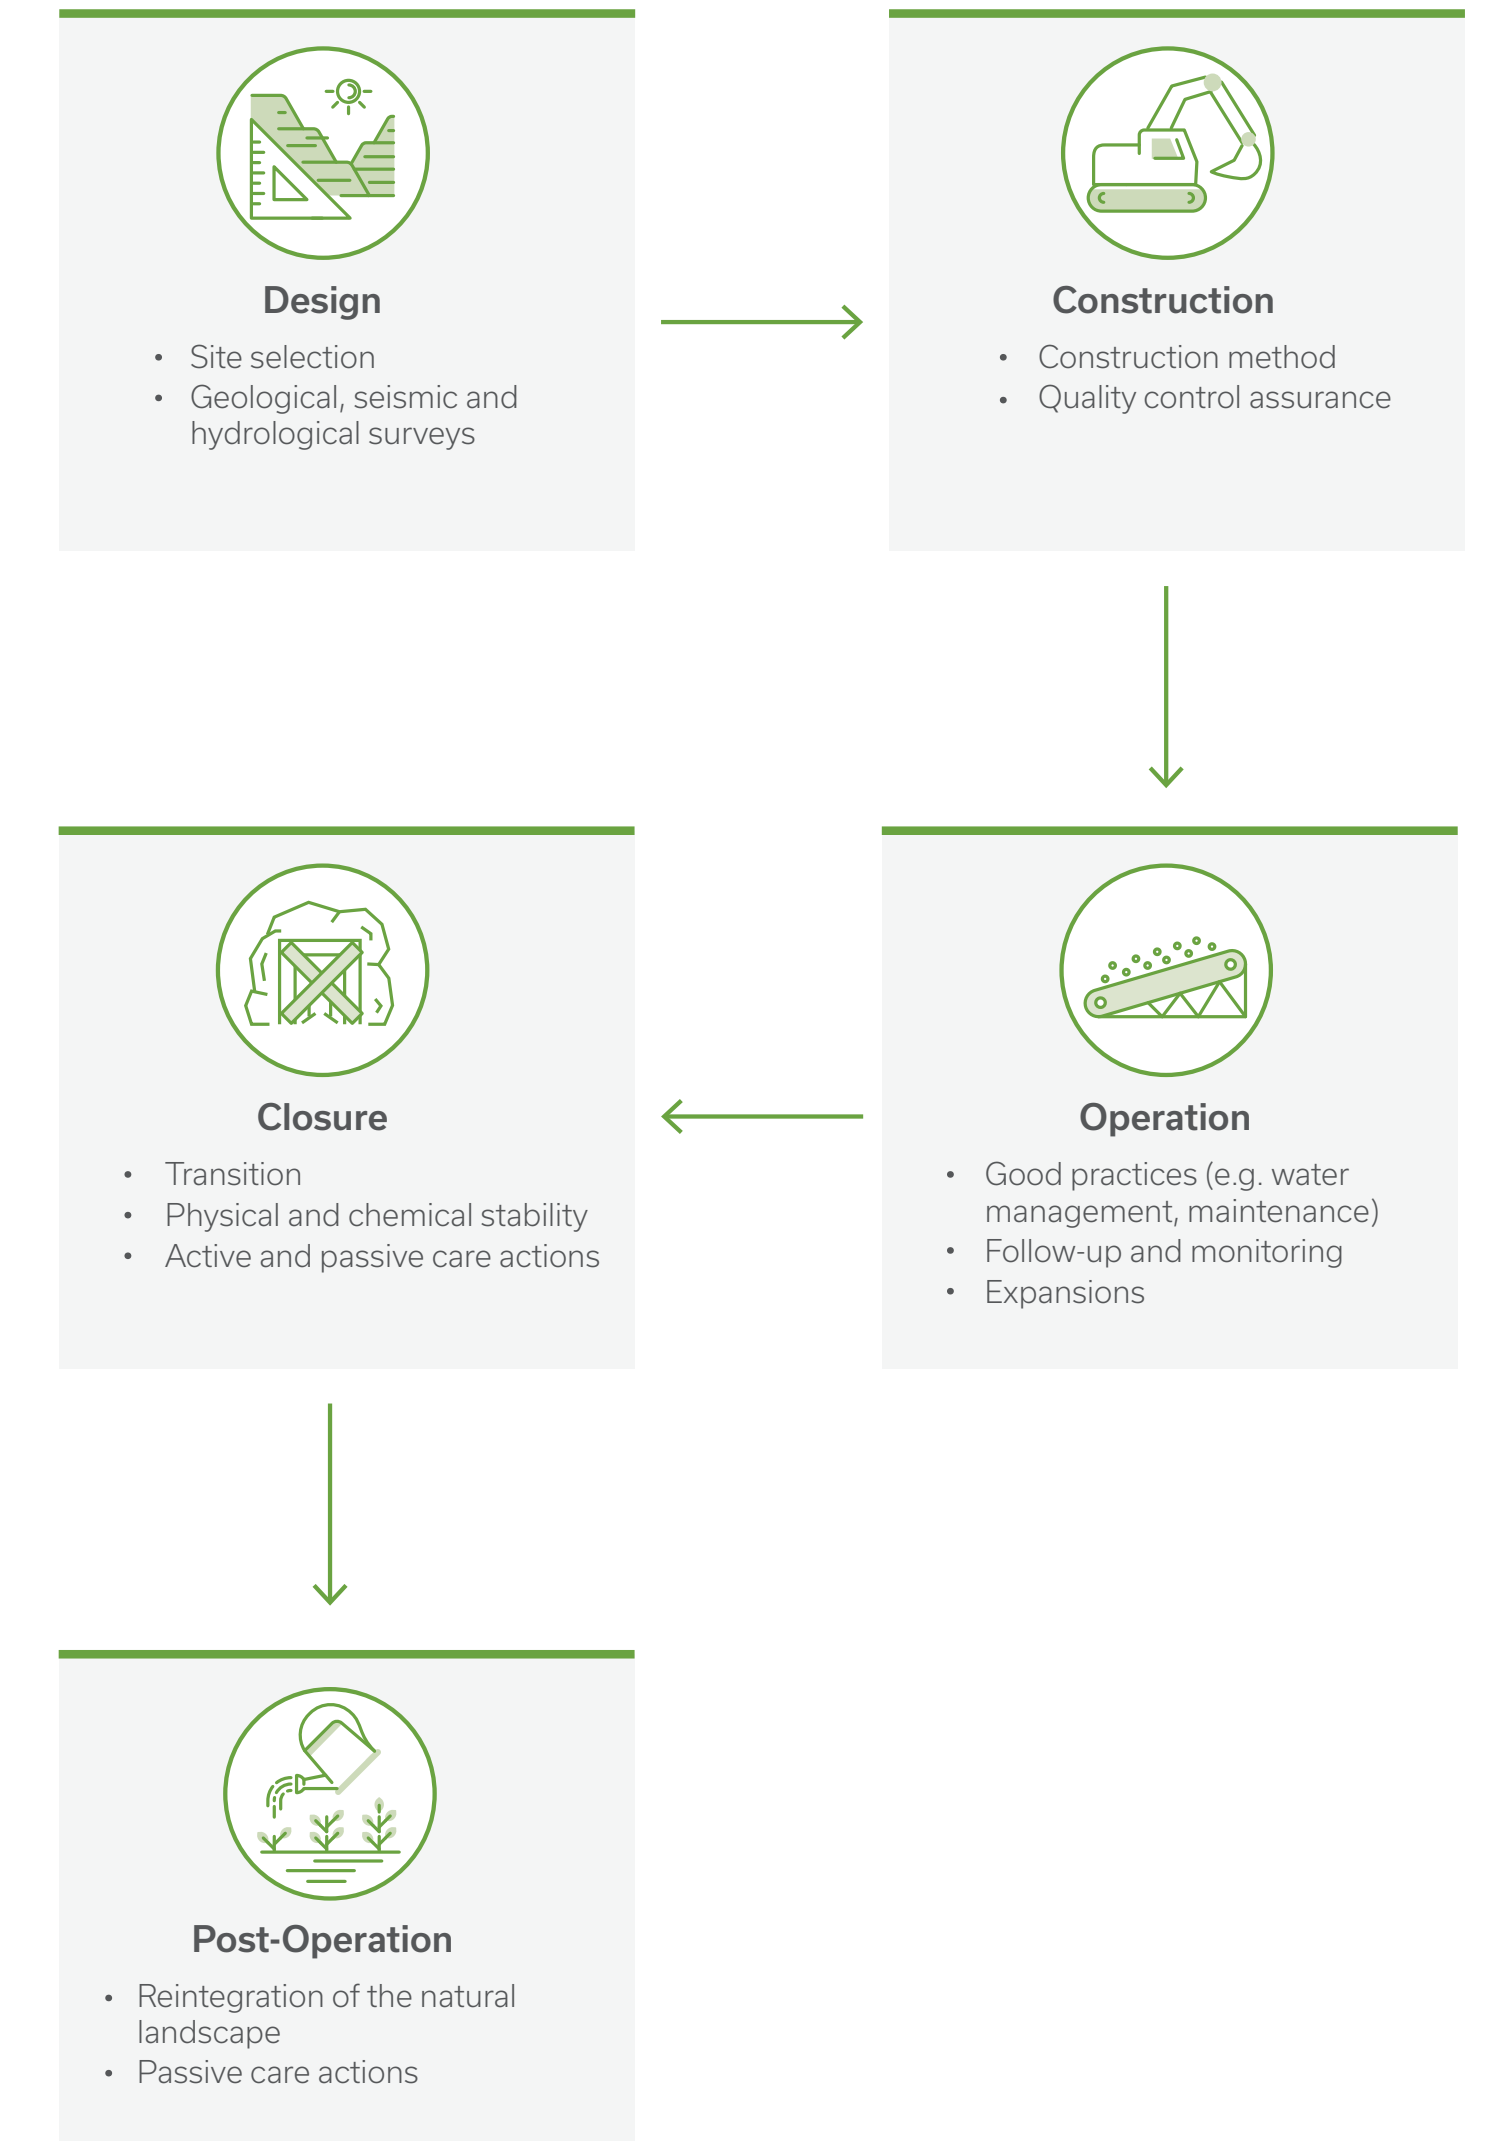 Design
• Site selection
• Geological, seismic and
hydrological surveys
Construction
• Construction method
• Quality control assurance
Operation
• Good practices (e.g. water
management, maintenance)
• Follow-up and monitoring
• Expansions
Closure
• Transition
• Physical and chemical stability
• Active and passive care actions
Post-Operation
• Reintegration of the natural
landscape
• Passive care actions